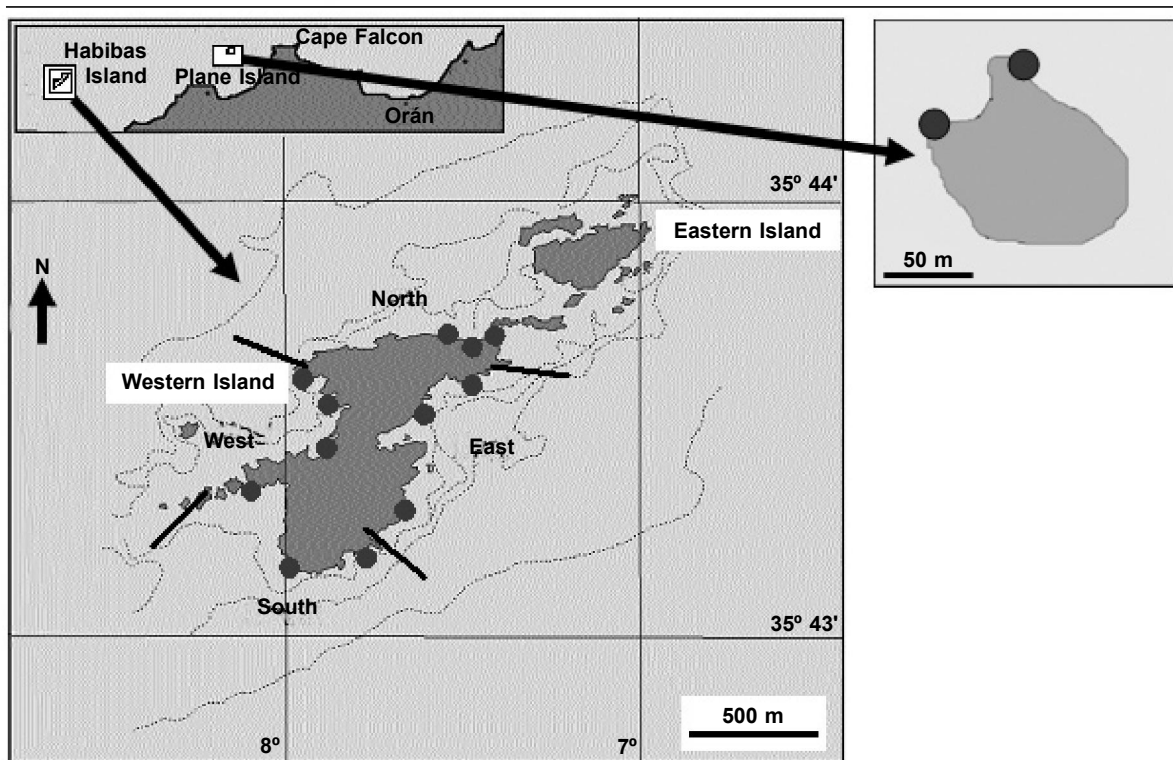 Cape Falcon
Habibas
Island
Plane Island
Orán
35º 44'
Eastern Island
50 m
N
North
Western Island
West
East
South
35º 43'
500 m
8º
7º